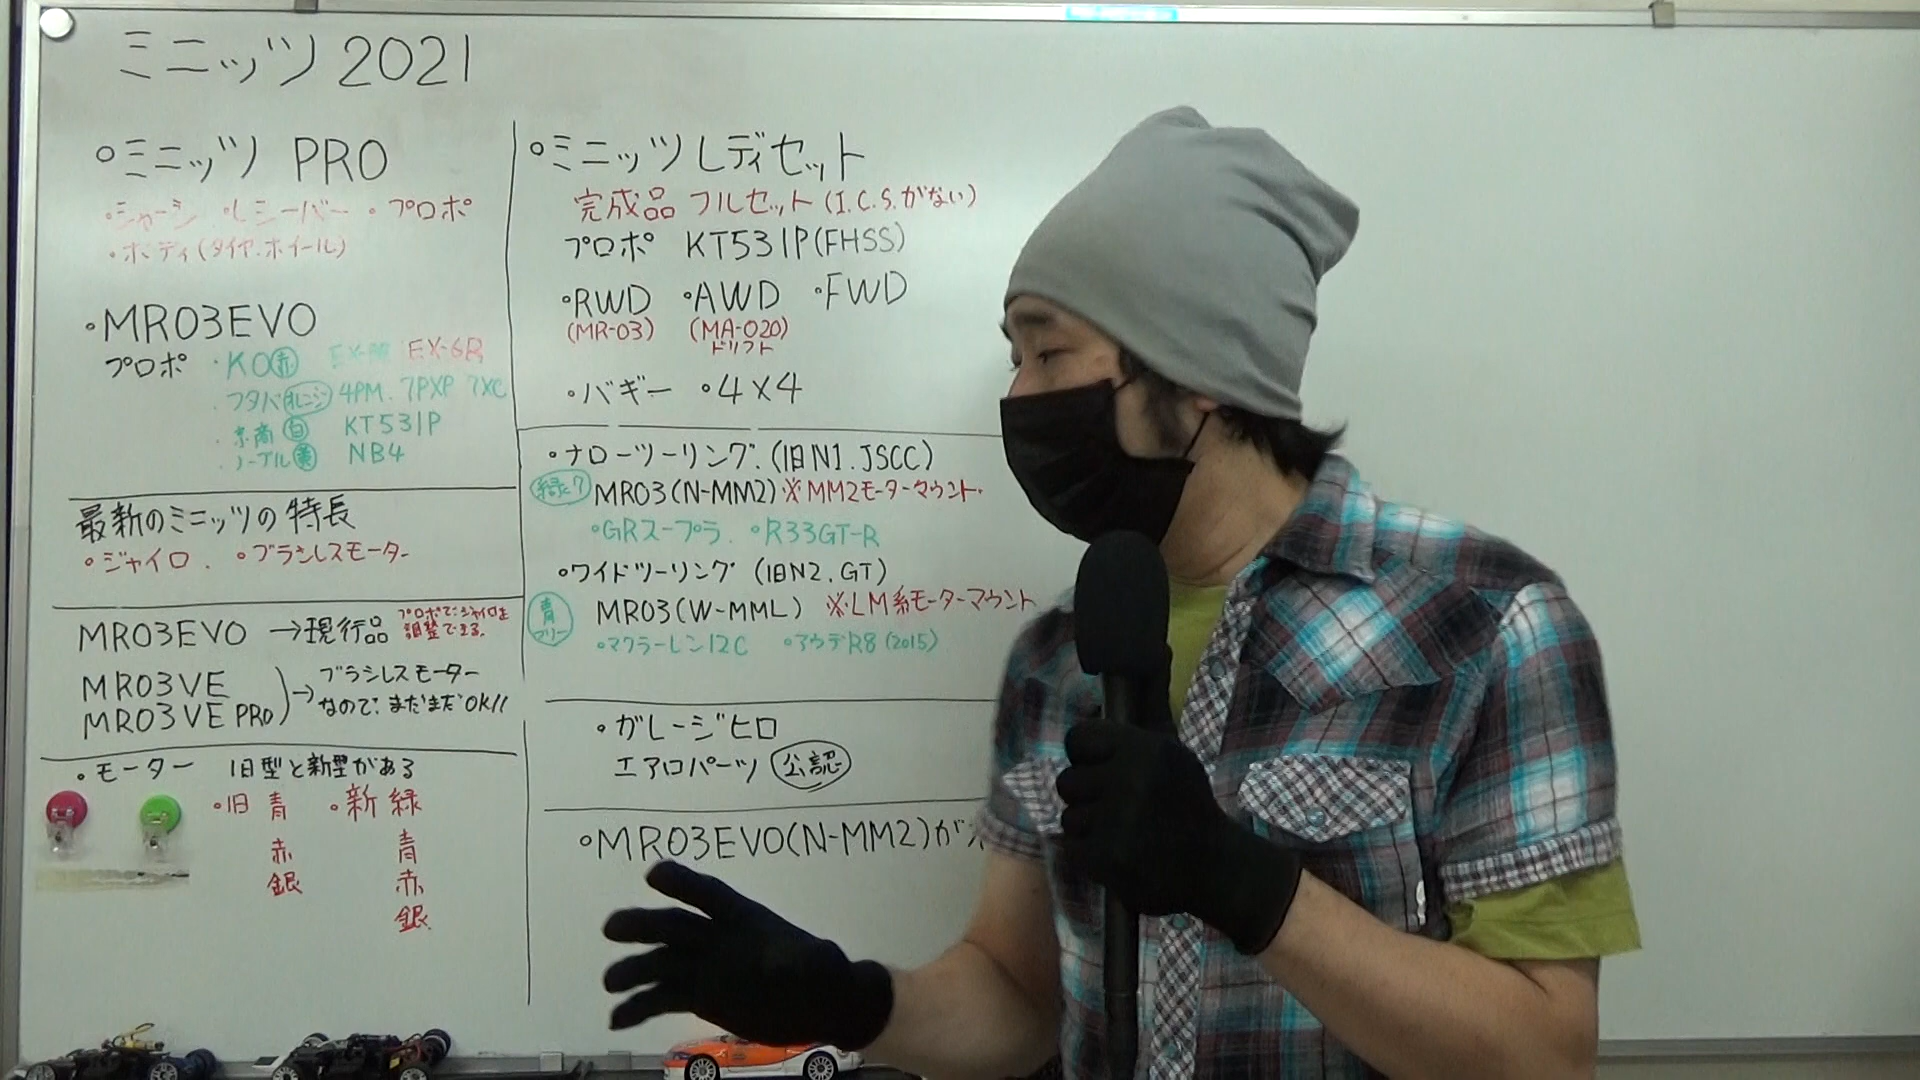 ミニッツ 2021
・ミニッツ PRO
・シャーシ ・レシーバー ・プロポ
・ボディ(タイヤ.ホイール)
・MR03EVO
プロポ ・KO 赤 EX-6R
・フタバ オレンジ 4PM. 7PXP 7XC
・京商 白 KT531P
・ノーブル 黄 NB4
最新のミニッツの特長
・ジャイロ. ・ブラシレスモーター
MR03EVO →現行品 プロポでジャイロを
調整できる.
MR03VE
MR03VE PRO
→ブラシレスモーター
なので、まだまだOK!!
・モーター 旧型と新型がある
・旧 青 ・新 緑
赤 青
銀 赤
銀
・ミニッツレディセット
完成品 フルセット(I.C.S.がない)
プロポ KT531P(FHSS)
・RWD ・AWD ・FWD
(MR-03) (MA-020)
ドリフト
・バギー ・4×4
・ナローツーリング.(旧N1.JSCC)
MR03(N-MM2)※MM2モーターマウント.
・GRスープラ. ・R33GT-R
・ワイドツーリング (旧N2.GT)
青フリー MR03(W-MML) ※LM系モーターマウント
・マクラーレン12C ・アウデR8(2015)
・ガレージヒロ
エアロパーツ 公認
・MR03EVO(N-MM2)が